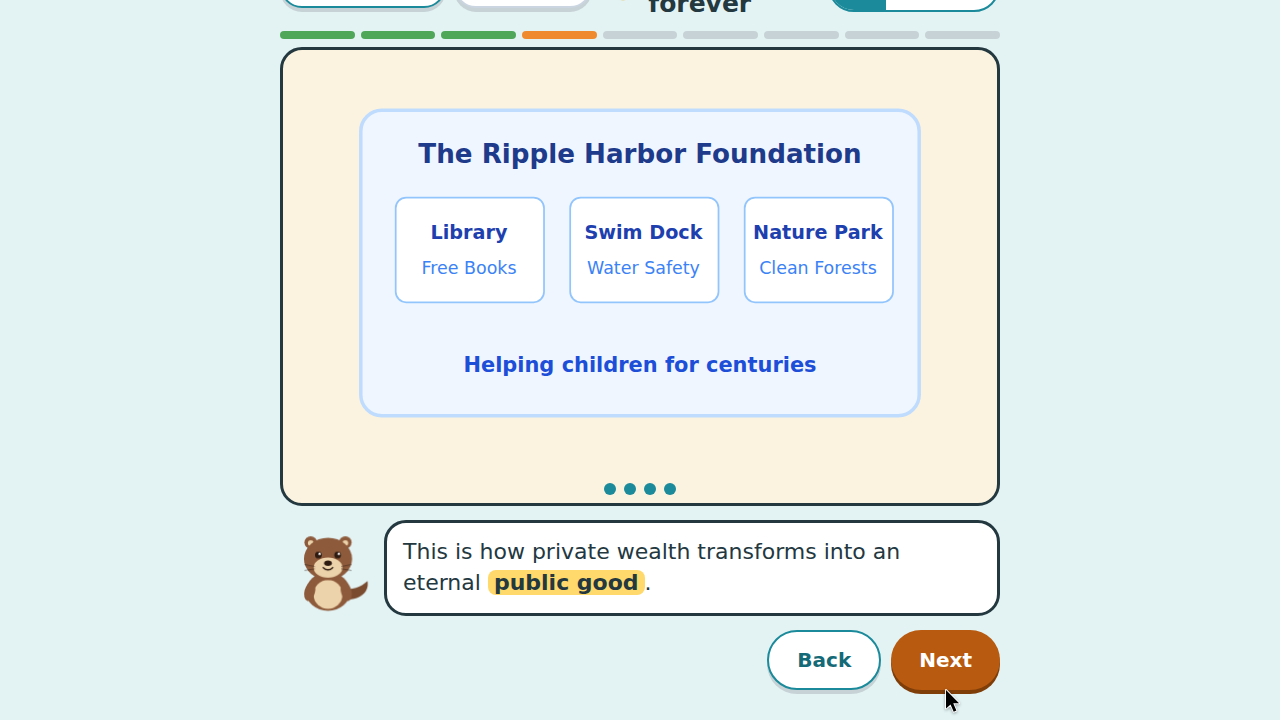 forever
The Ripple Harbor Foundation
Library
Free Books
Swim Dock
Water Safety
Nature Park
Clean Forests
Helping children for centuries
This is how private wealth transforms into an
eternal public good.
Back
Next